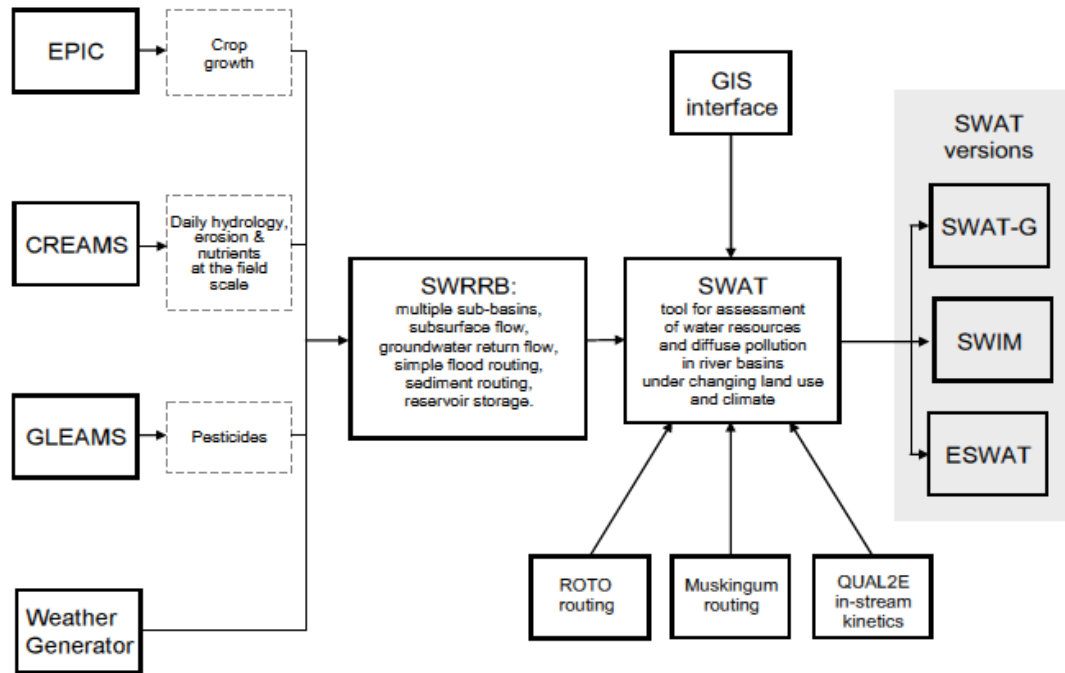 EPIC
Crop
growth
CREAMS
Daily hydrology,
erosion &
nutrients
at the field
scale
GLEAMS
Pesticides
Weather
Generator
SWRRB:
multiple sub-basins,
subsurface flow,
groundwater return flow,
simple flood routing,
sediment routing,
reservoir storage.
GIS
interface
SWAT
tool for assessment
of water resources
and diffuse pollution
in river basins
under changing land use
and climate
ROTO
routing
Muskingum
routing
QUAL2E
in-stream
kinetics
SWAT
versions
SWAT-G
SWIM
ESWAT